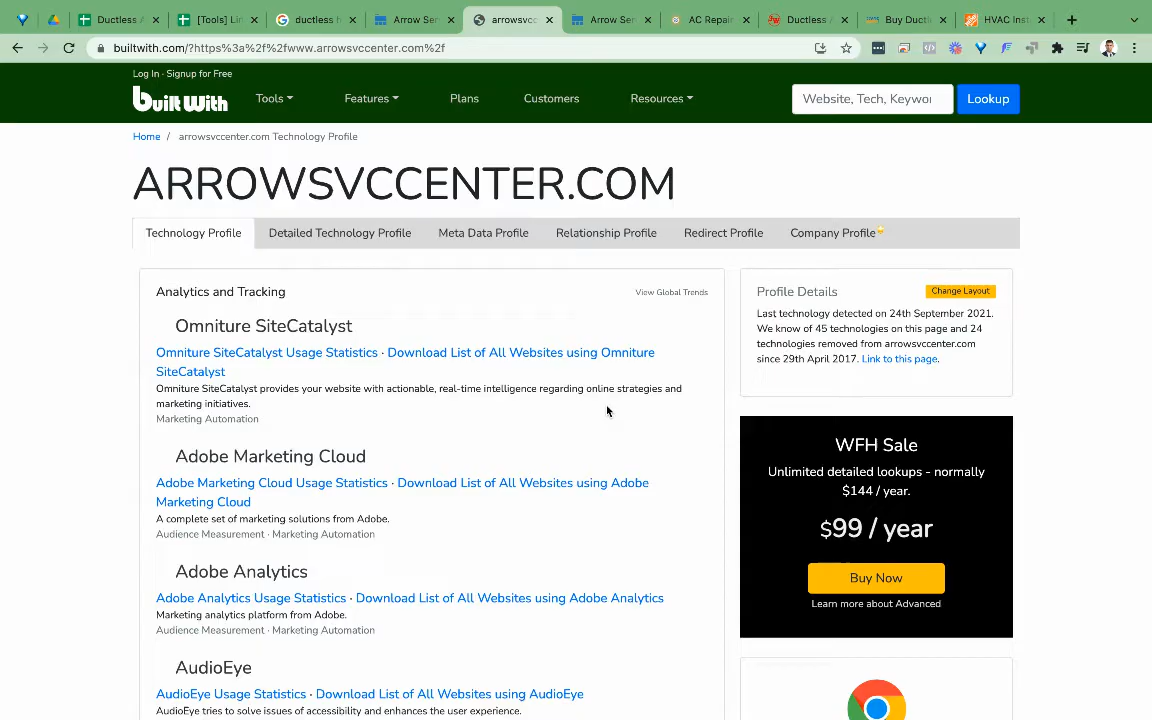 Ductless A
[Tools] Lin
ductless h
Arrow Ser
arrowsvcc
Arrow Ser
AC Repair
Ductless A
Buy Ductl
HVAC Inst
builtwith.com/?https%3a%2f%2fwww.arrowsvccenter.com%2f
Log In · Signup for Free
built with
Tools
Features
Plans
Customers
Resources
Website, Tech, Keywor
Lookup
Home / arrowsvccenter.com Technology Profile
ARROWSVCCENTER.COM
Technology Profile
Detailed Technology Profile
Meta Data Profile
Relationship Profile
Redirect Profile
Company Profile
Analytics and Tracking
View Global Trends
Omniture SiteCatalyst
Omniture SiteCatalyst Usage Statistics · Download List of All Websites using Omniture
SiteCatalyst
Omniture SiteCatalyst provides your website with actionable, real-time intelligence regarding online strategies and
marketing initiatives.
Marketing Automation
Adobe Marketing Cloud
Adobe Marketing Cloud Usage Statistics · Download List of All Websites using Adobe
Marketing Cloud
A complete set of marketing solutions from Adobe.
Audience Measurement · Marketing Automation
Adobe Analytics
Adobe Analytics Usage Statistics · Download List of All Websites using Adobe Analytics
Marketing analytics platform from Adobe.
Audience Measurement · Marketing Automation
AudioEye
AudioEye Usage Statistics · Download List of All Websites using AudioEye
AudioEye tries to solve issues of accessibility and enhances the user experience.
Profile Details
Change Layout
Last technology detected on 24th September 2021.
We know of 45 technologies on this page and 24
technologies removed from arrowsvccenter.com
since 29th April 2017. Link to this page.
WFH Sale
Unlimited detailed lookups - normally
$144 / year.
$99 / year
Buy Now
Learn more about Advanced